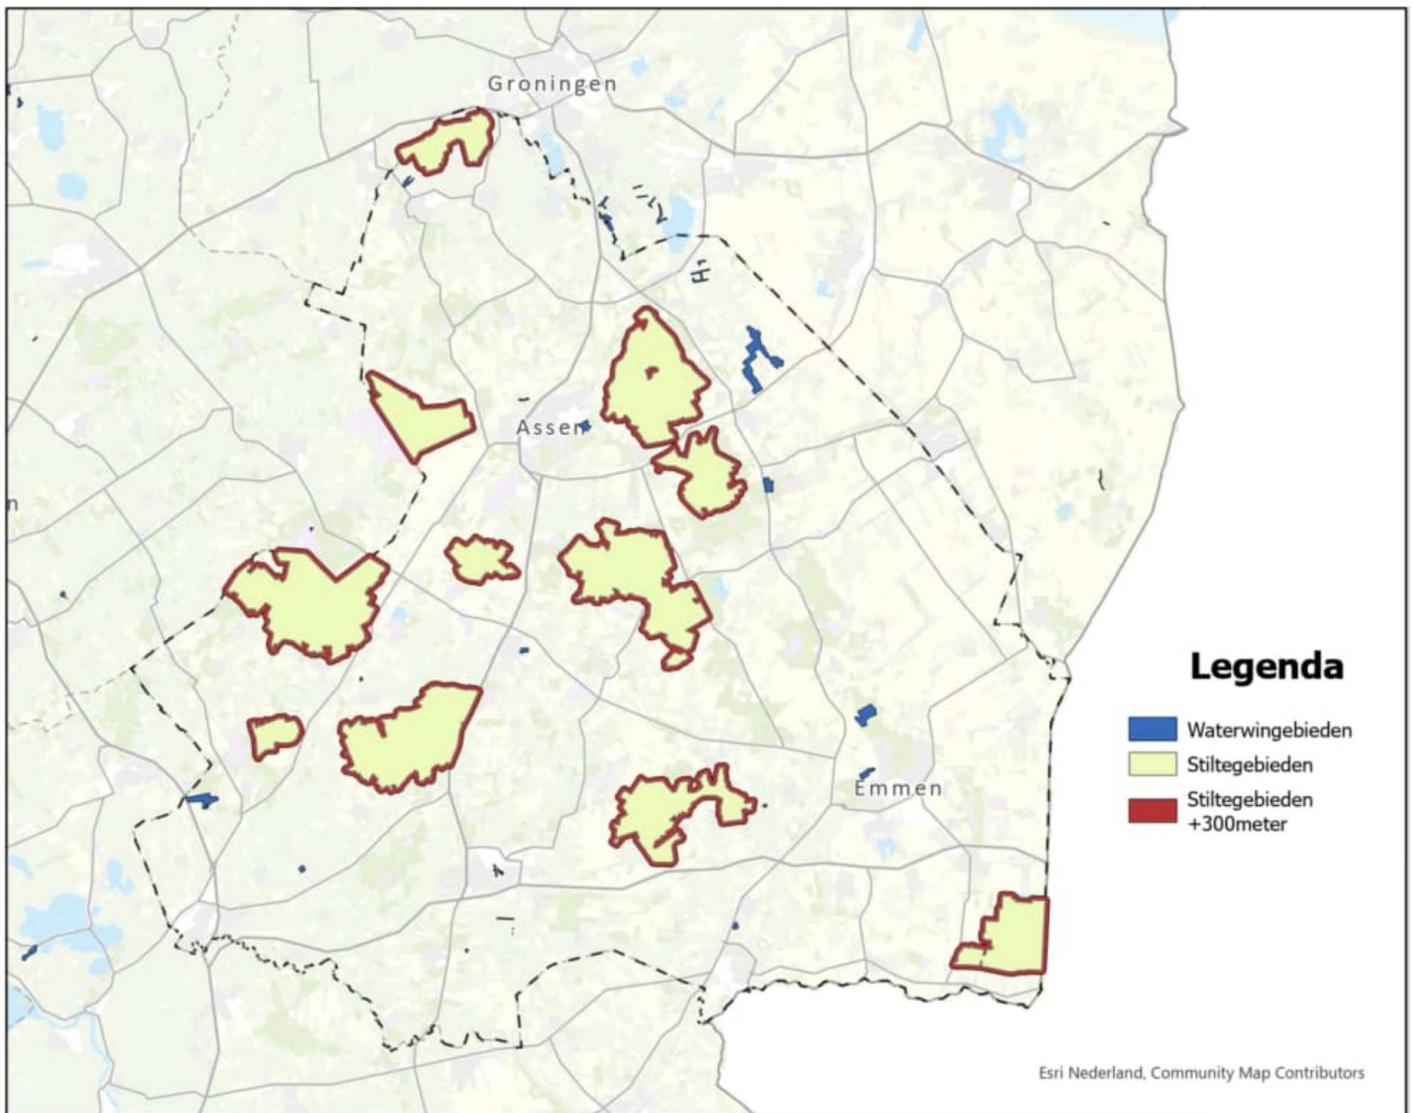 Groningen
Assen
n
Emmen
Legenda
Waterwingebieden
Stiltegebieden
Stiltegebieden
+300meter
Esri Nederland, Community Map Contributors